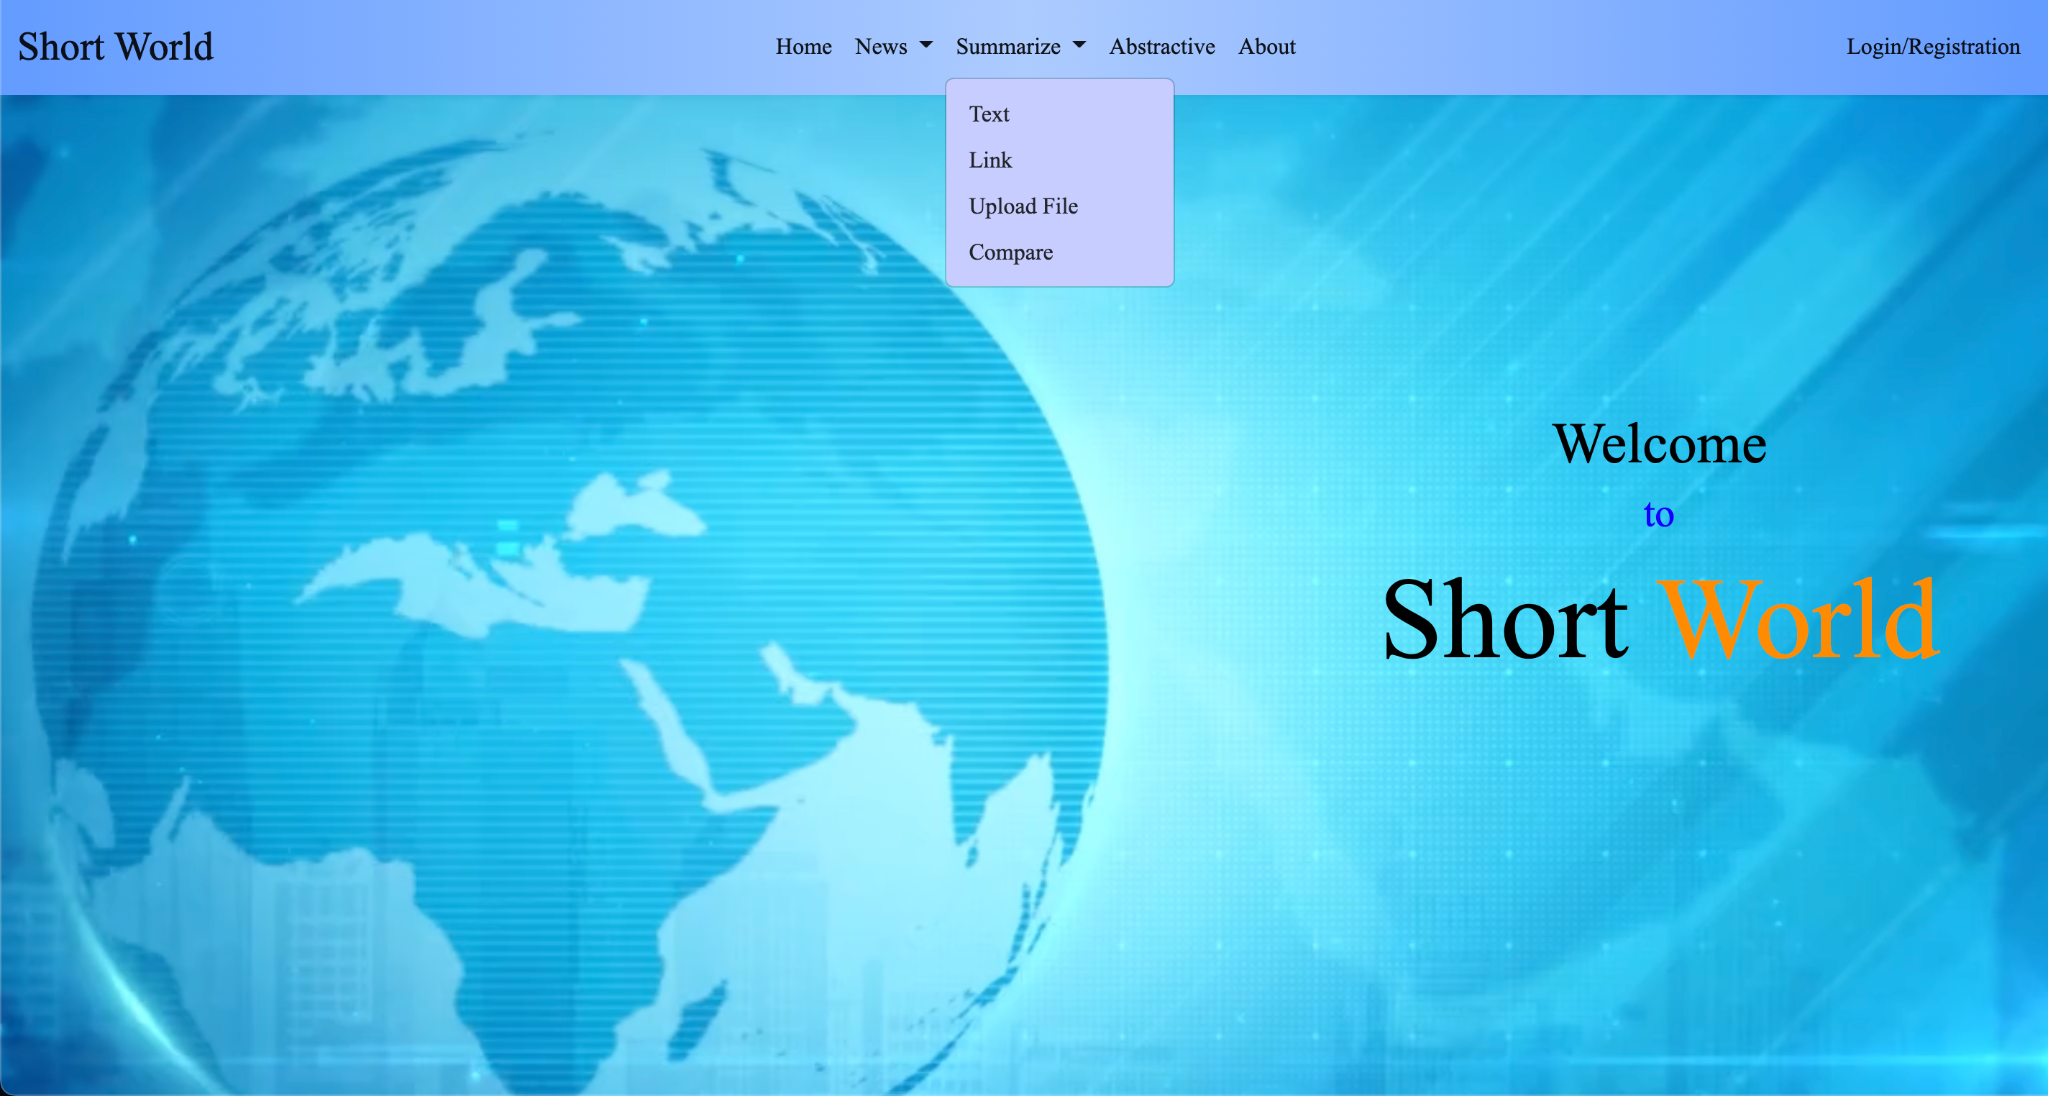 Short World
Home News Summarize Abstractive About
Login/Registration
Text
Link
Upload File
Compare
Welcome
to
Short World